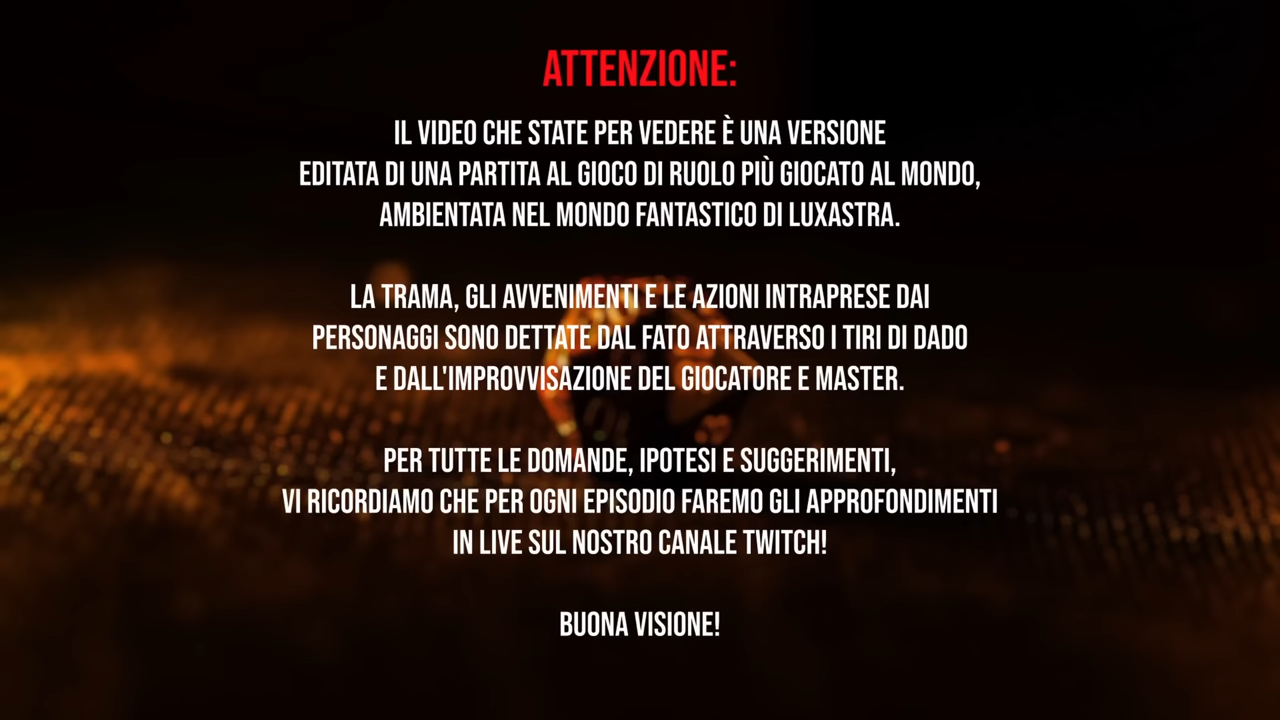 ATTENZIONE:
IL VIDEO CHE STATE PER VEDERE È UNA VERSIONE
EDITATA DI UNA PARTITA AL GIOCO DI RUOLO PIÙ GIOCATO AL MONDO,
AMBIENTATA NEL MONDO FANTASTICO DI LUXASTRA.
LA TRAMA, GLI AVVENIMENTI E LE AZIONI INTRAPRESE DAI
PERSONAGGI SONO DETTATE DAL FATO ATTRAVERSO I TIRI DI DADO
E DALL'IMPROVVISAZIONE DEL GIOCATORE E MASTER.
PER TUTTE LE DOMANDE, IPOTESI E SUGGERIMENTI,
VI RICORDIAMO CHE PER OGNI EPISODIO FAREMO GLI APPROFONDIMENTI
IN LIVE SUL NOSTRO CANALE TWITCH!
BUONA VISIONE!